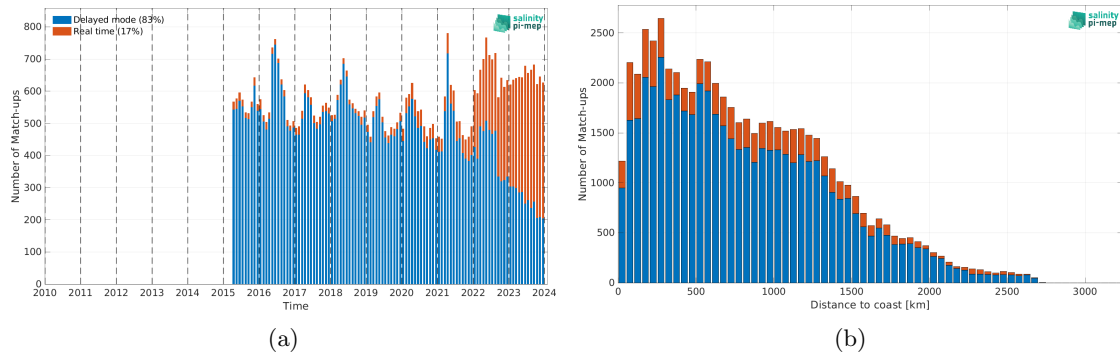 Delayed mode (83%)
Real time (17%)
salinity
pi-mep
800
700
600
500
400
300
200
100
0
Number of Match-ups
2010 2011 2012 2013 2014 2015 2016 2017 2018 2019 2020 2021 2022 2023 2024
Time
(a)
salinity
pi-mep
2500
2000
1500
1000
500
0
Number of Match-ups
0 500 1000 1500 2000 2500 3000
Distance to coast [km]
(b)